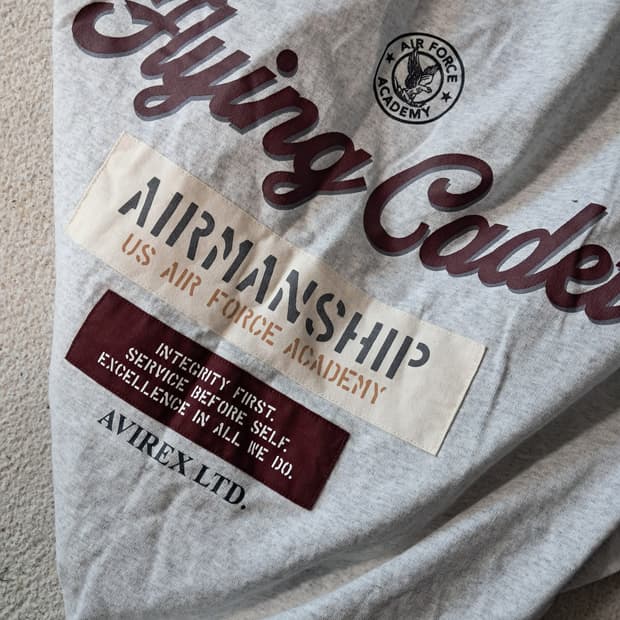 Flying Cadet
AIR FORCE
ACADEMY
AIRMANSHIP
US AIR FORCE ACADEMY
INTEGRITY FIRST.
SERVICE BEFORE SELF.
EXCELLENCE IN ALL WE DO.
AVIREX LTD.